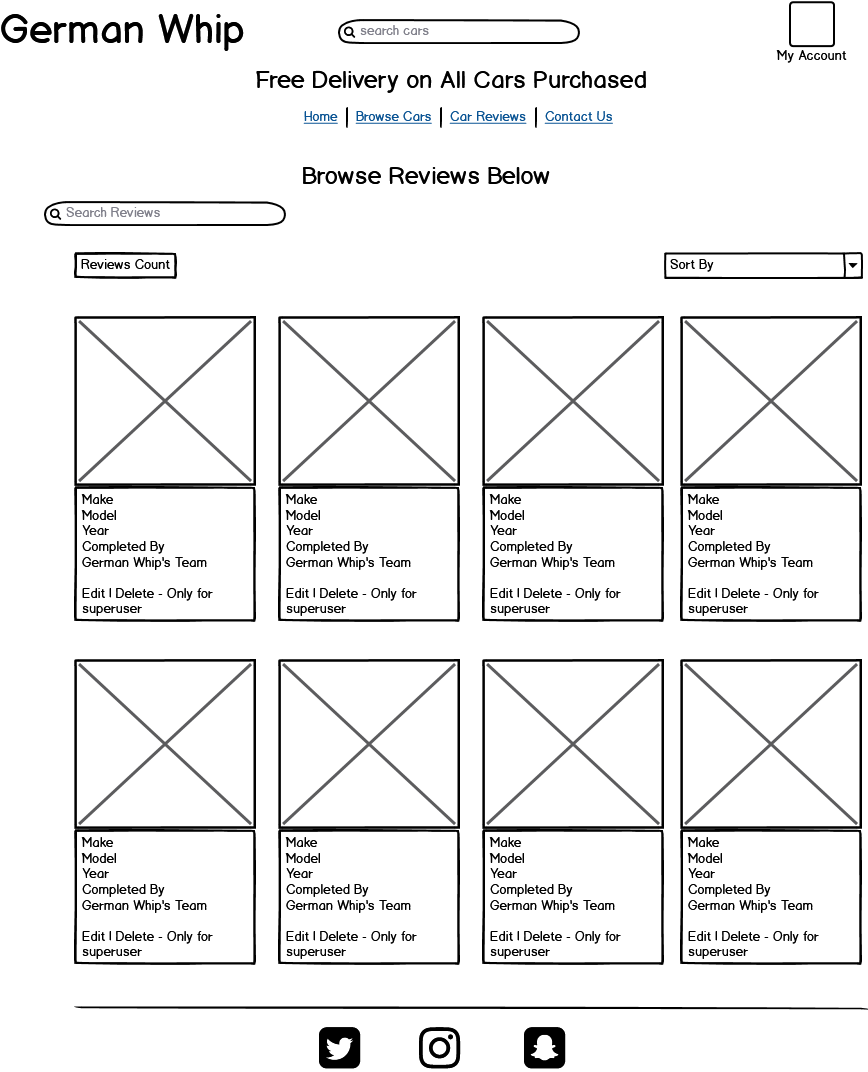 German Whip
search cars
My Account
Free Delivery on All Cars Purchased
Home | Browse Cars | Car Reviews | Contact Us
Browse Reviews Below
Search Reviews
Reviews Count
Sort By
Make
Model
Year
Completed By
German Whip's Team
Edit | Delete - Only for
superuser
Make
Model
Year
Completed By
German Whip's Team
Edit | Delete - Only for
superuser
Make
Model
Year
Completed By
German Whip's Team
Edit | Delete - Only for
superuser
Make
Model
Year
Completed By
German Whip's Team
Edit | Delete - Only for
superuser
Make
Model
Year
Completed By
German Whip's Team
Edit | Delete - Only for
superuser
Make
Model
Year
Completed By
German Whip's Team
Edit | Delete - Only for
superuser
Make
Model
Year
Completed By
German Whip's Team
Edit | Delete - Only for
superuser
Make
Model
Year
Completed By
German Whip's Team
Edit | Delete - Only for
superuser